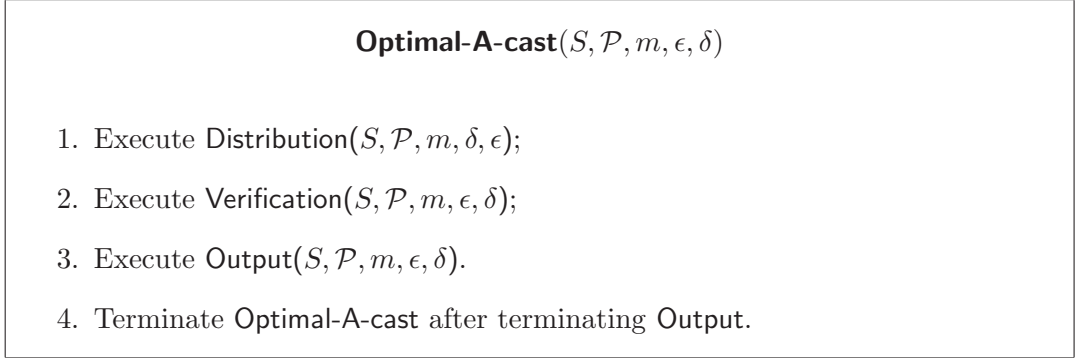 Optimal-A-cast(S, P, m, ϵ, δ)
1. Execute Distribution(S, P, m, δ, ϵ);
2. Execute Verification(S, P, m, ϵ, δ);
3. Execute Output(S, P, m, ϵ, δ).
4. Terminate Optimal-A-cast after terminating Output.